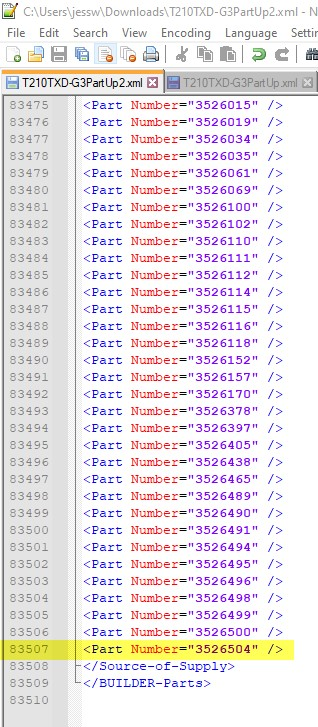 C:\Users\jessw\Downloads\T210TXD-G3PartUp2.xml - N
File Edit Search View Encoding Language Settin
T210TXD-G3PartUp2.xml T210TXD-G3PartUp.xml
83475 <Part Number="3526015" />
83476 <Part Number="3526019" />
83477 <Part Number="3526034" />
83478 <Part Number="3526035" />
83479 <Part Number="3526061" />
83480 <Part Number="3526069" />
83481 <Part Number="3526100" />
83482 <Part Number="3526102" />
83483 <Part Number="3526110" />
83484 <Part Number="3526111" />
83485 <Part Number="3526112" />
83486 <Part Number="3526114" />
83487 <Part Number="3526115" />
83488 <Part Number="3526116" />
83489 <Part Number="3526118" />
83490 <Part Number="3526152" />
83491 <Part Number="3526157" />
83492 <Part Number="3526170" />
83493 <Part Number="3526378" />
83494 <Part Number="3526397" />
83495 <Part Number="3526405" />
83496 <Part Number="3526438" />
83497 <Part Number="3526465" />
83498 <Part Number="3526489" />
83499 <Part Number="3526490" />
83500 <Part Number="3526491" />
83501 <Part Number="3526494" />
83502 <Part Number="3526495" />
83503 <Part Number="3526496" />
83504 <Part Number="3526498" />
83505 <Part Number="3526499" />
83506 <Part Number="3526500" />
83507 <Part Number="3526504" />
83508 </Source-of-Supply>
83509 </BUILDER-Parts>
83510